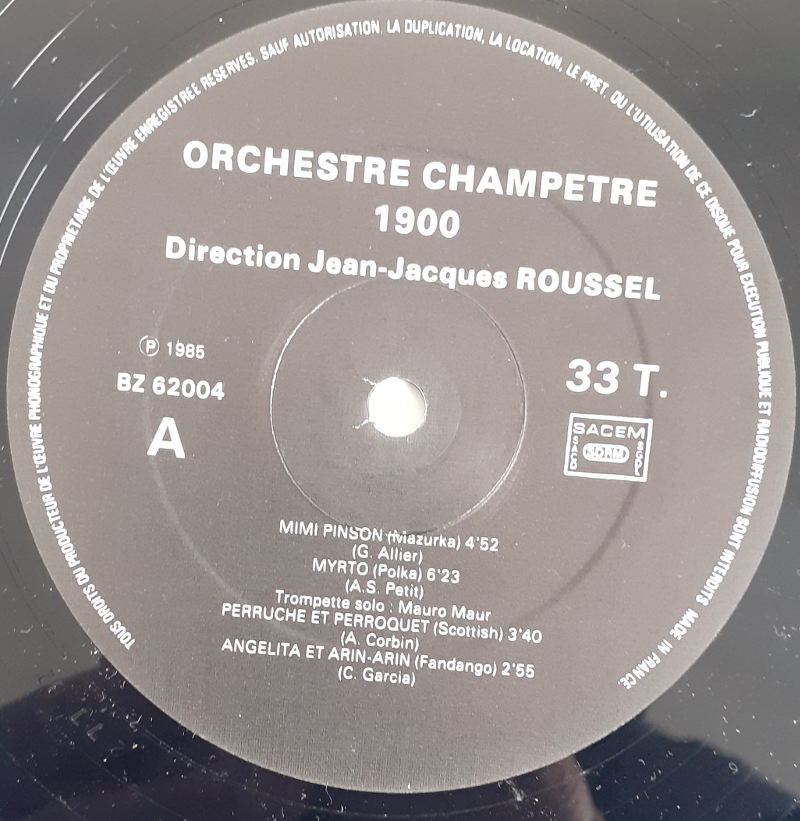 TOUS DROITS DU PRODUCTEUR DE L'ŒUVRE PHONOGRAPHIQUE ET DU PROPRIETAIRE DE L'ŒUVRE ENREGISTREE RESERVES. SAUF AUTORISATION, LA DUPLICATION, LA LOCATION, LE PRET, OU L'UTILISATION DE CE DISQUE POUR EXECUTION PUBLIQUE ET RADIODIFFUSION SONT INTERDITS MADE IN FRANCE.
ORCHESTRE CHAMPETRE
1900
Direction Jean-Jacques ROUSSEL
Ⓟ 1985
BZ 62004
A
33 T.
SACEM
SACD
SDRM
SGDL
MIMI PINSON (Mazurka) 4'52
(G. Allier)
MYRTO (Polka) 6'23
(A.S. Petit)
Trompette solo : Mauro Maur
PERRUCHE ET PERROQUET (Scottish) 3'40
(A. Corbin)
ANGELITA ET ARIN-ARIN (Fandango) 2'55
(C. Garcia)